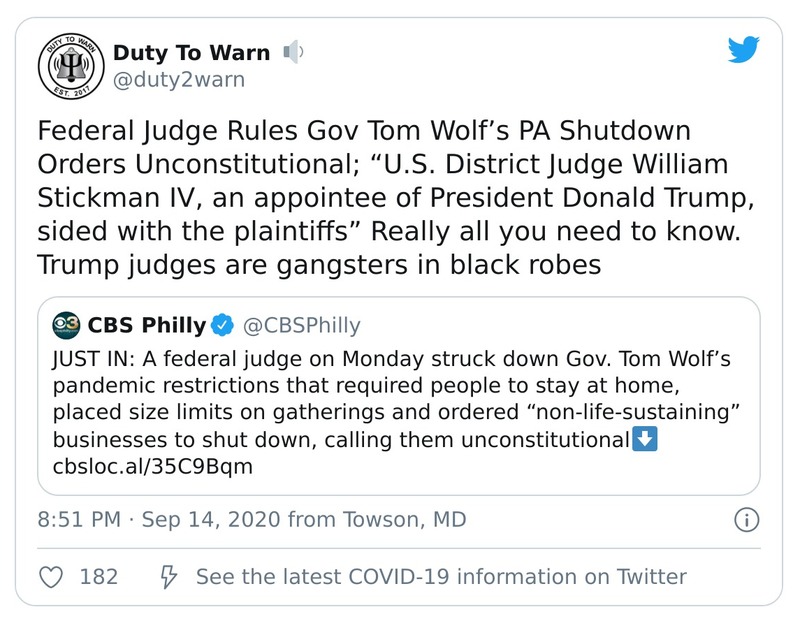 DUTY TO WARN
EST. 2017
Duty To Warn 🔊
@duty2warn
Federal Judge Rules Gov Tom Wolf’s PA Shutdown
Orders Unconstitutional; “U.S. District Judge William
Stickman IV, an appointee of President Donald Trump,
sided with the plaintiffs” Really all you need to know.
Trump judges are gangsters in black robes
CBS Philly @CBSPhilly
JUST IN: A federal judge on Monday struck down Gov. Tom Wolf’s
pandemic restrictions that required people to stay at home,
placed size limits on gatherings and ordered “non-life-sustaining”
businesses to shut down, calling them unconstitutional⬇️
cbsloc.al/35C9Bqm
8:51 PM · Sep 14, 2020 from Towson, MD
182 See the latest COVID-19 information on Twitter